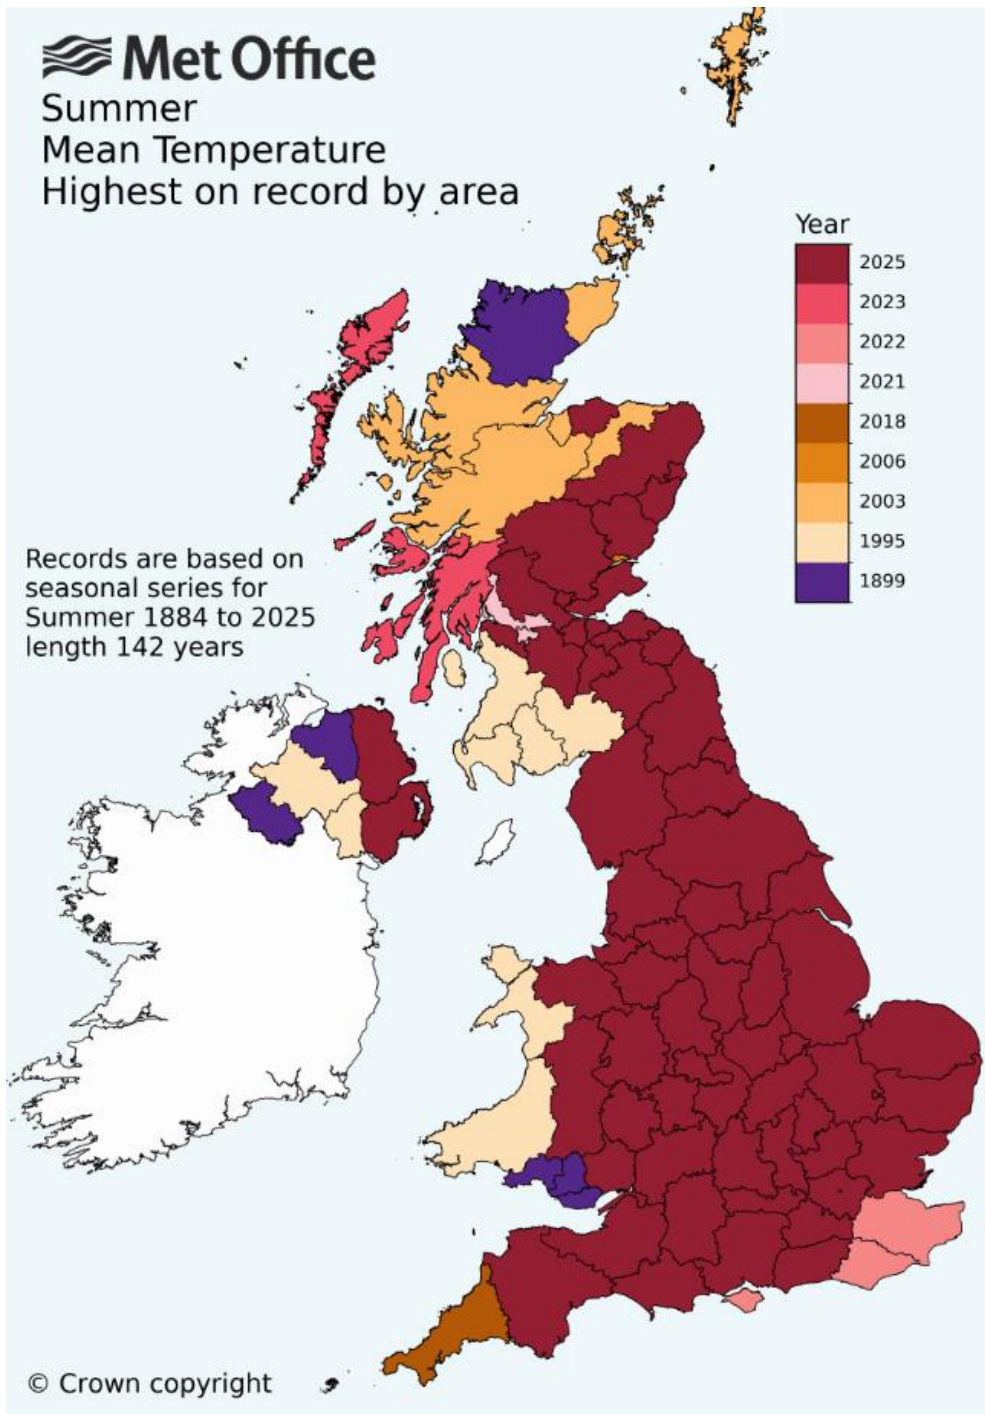 Met Office
Summer
Mean Temperature
Highest on record by area
Year
2025
2023
2022
2021
2018
2006
2003
1995
1899
Records are based on
seasonal series for
Summer 1884 to 2025
length 142 years
© Crown copyright